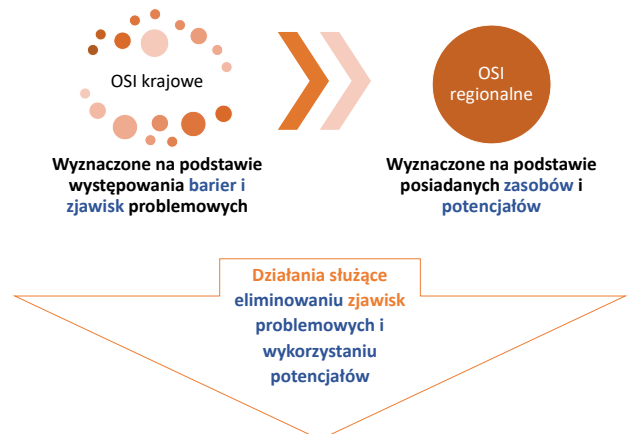 OSI krajowe
OSI
regionalne
Wyznaczone na podstawie
występowania barier i
zjawisk problemowych
Wyznaczone na podstawie
posiadanych zasobów i
potencjałów
Działania służące
eliminowaniu zjawisk
problemowych i
wykorzystaniu
potencjałów